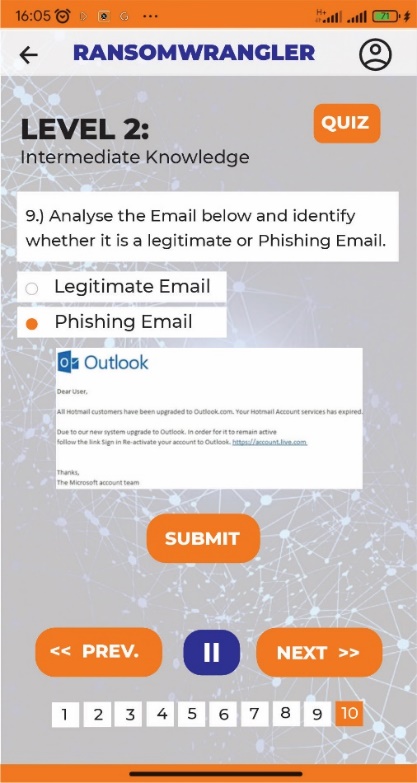 16:05
71
RANSOMWRANGLER
QUIZ
LEVEL 2:
Intermediate Knowledge
9.) Analyse the Email below and identify
whether it is a legitimate or Phishing Email.
Legitimate Email
Phishing Email
Outlook
Dear User,
All Hotmail customers have been upgraded to Outlook.com. Your Hotmail Account services has expired.
Due to our new system upgrade to Outlook. In order for it to remain active
follow the link Sign in Re-activate your account to Outlook. https://account.live.com
Thanks,
The Microsoft account team
SUBMIT
<< PREV.
NEXT >>
1 2 3 4 5 6 7 8 9 10